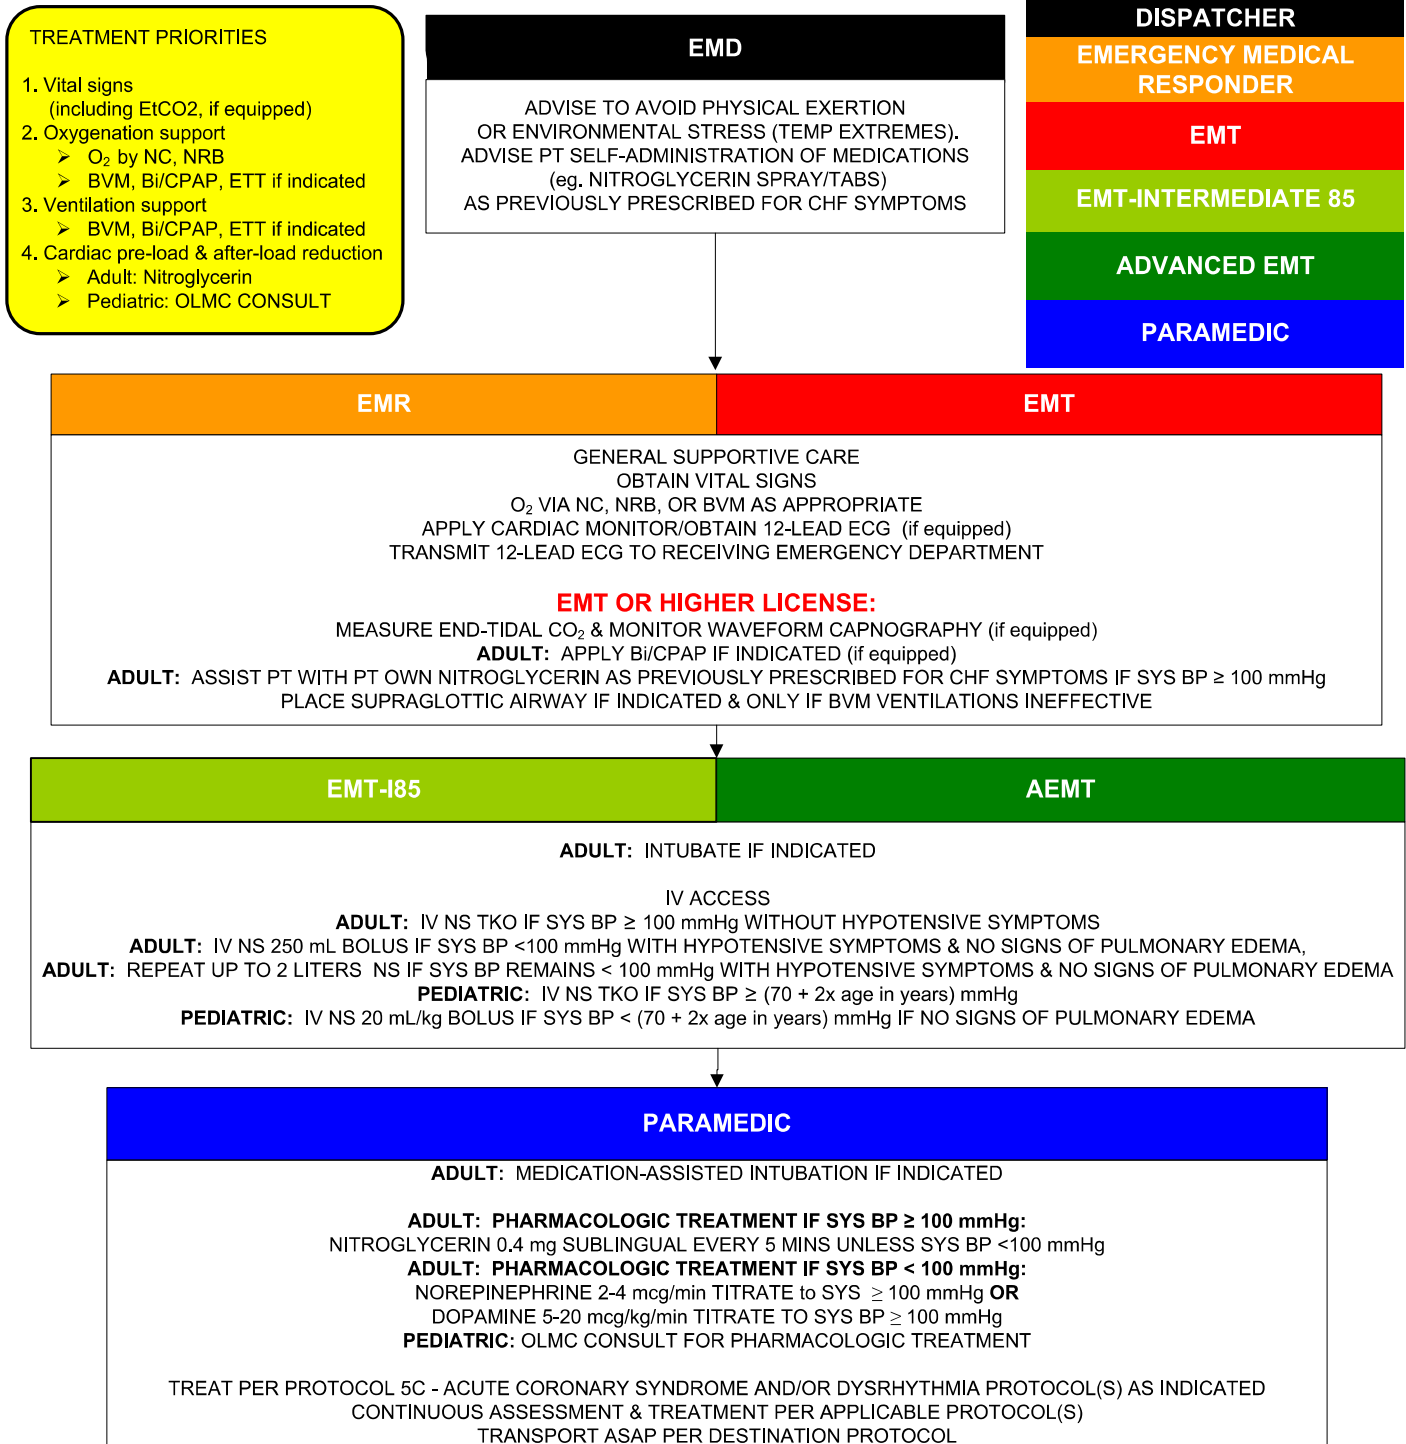 TREATMENT PRIORITIES
1. Vital signs
(including EtCO2, if equipped)
2. Oxygenation support
➢ O₂ by NC, NRB
➢ BVM, Bi/CPAP, ETT if indicated
3. Ventilation support
➢ BVM, Bi/CPAP, ETT if indicated
4. Cardiac pre-load & after-load reduction
➢ Adult: Nitroglycerin
➢ Pediatric: OLMC CONSULT
EMD
ADVISE TO AVOID PHYSICAL EXERTION
OR ENVIRONMENTAL STRESS (TEMP EXTREMES).
ADVISE PT SELF-ADMINISTRATION OF MEDICATIONS
(eg. NITROGLYCERIN SPRAY/TABS)
AS PREVIOUSLY PRESCRIBED FOR CHF SYMPTOMS
DISPATCHER
EMERGENCY MEDICAL
RESPONDER
EMT
EMT-INTERMEDIATE 85
ADVANCED EMT
PARAMEDIC
EMR
EMT
GENERAL SUPPORTIVE CARE
OBTAIN VITAL SIGNS
O₂ VIA NC, NRB, OR BVM AS APPROPRIATE
APPLY CARDIAC MONITOR/OBTAIN 12-LEAD ECG (if equipped)
TRANSMIT 12-LEAD ECG TO RECEIVING EMERGENCY DEPARTMENT
EMT OR HIGHER LICENSE:
MEASURE END-TIDAL CO₂ & MONITOR WAVEFORM CAPNOGRAPHY (if equipped)
ADULT: APPLY Bi/CPAP IF INDICATED (if equipped)
ADULT: ASSIST PT WITH PT OWN NITROGLYCERIN AS PREVIOUSLY PRESCRIBED FOR CHF SYMPTOMS IF SYS BP ≥ 100 mmHg
PLACE SUPRAGLOTTIC AIRWAY IF INDICATED & ONLY IF BVM VENTILATIONS INEFFECTIVE
EMT-I85
AEMT
ADULT: INTUBATE IF INDICATED
IV ACCESS
ADULT: IV NS TKO IF SYS BP ≥ 100 mmHg WITHOUT HYPOTENSIVE SYMPTOMS
ADULT: IV NS 250 mL BOLUS IF SYS BP <100 mmHg WITH HYPOTENSIVE SYMPTOMS & NO SIGNS OF PULMONARY EDEMA,
ADULT: REPEAT UP TO 2 LITERS NS IF SYS BP REMAINS < 100 mmHg WITH HYPOTENSIVE SYMPTOMS & NO SIGNS OF PULMONARY EDEMA
PEDIATRIC: IV NS TKO IF SYS BP ≥ (70 + 2x age in years) mmHg
PEDIATRIC: IV NS 20 mL/kg BOLUS IF SYS BP < (70 + 2x age in years) mmHg IF NO SIGNS OF PULMONARY EDEMA
PARAMEDIC
ADULT: MEDICATION-ASSISTED INTUBATION IF INDICATED
ADULT: PHARMACOLOGIC TREATMENT IF SYS BP ≥ 100 mmHg:
NITROGLYCERIN 0.4 mg SUBLINGUAL EVERY 5 MINS UNLESS SYS BP <100 mmHg
ADULT: PHARMACOLOGIC TREATMENT IF SYS BP < 100 mmHg:
NOREPINEPHRINE 2-4 mcg/min TITRATE to SYS ≥ 100 mmHg OR
DOPAMINE 5-20 mcg/kg/min TITRATE TO SYS BP ≥ 100 mmHg
PEDIATRIC: OLMC CONSULT FOR PHARMACOLOGIC TREATMENT
TREAT PER PROTOCOL 5C - ACUTE CORONARY SYNDROME AND/OR DYSRHYTHMIA PROTOCOL(S) AS INDICATED
CONTINUOUS ASSESSMENT & TREATMENT PER APPLICABLE PROTOCOL(S)
TRANSPORT ASAP PER DESTINATION PROTOCOL